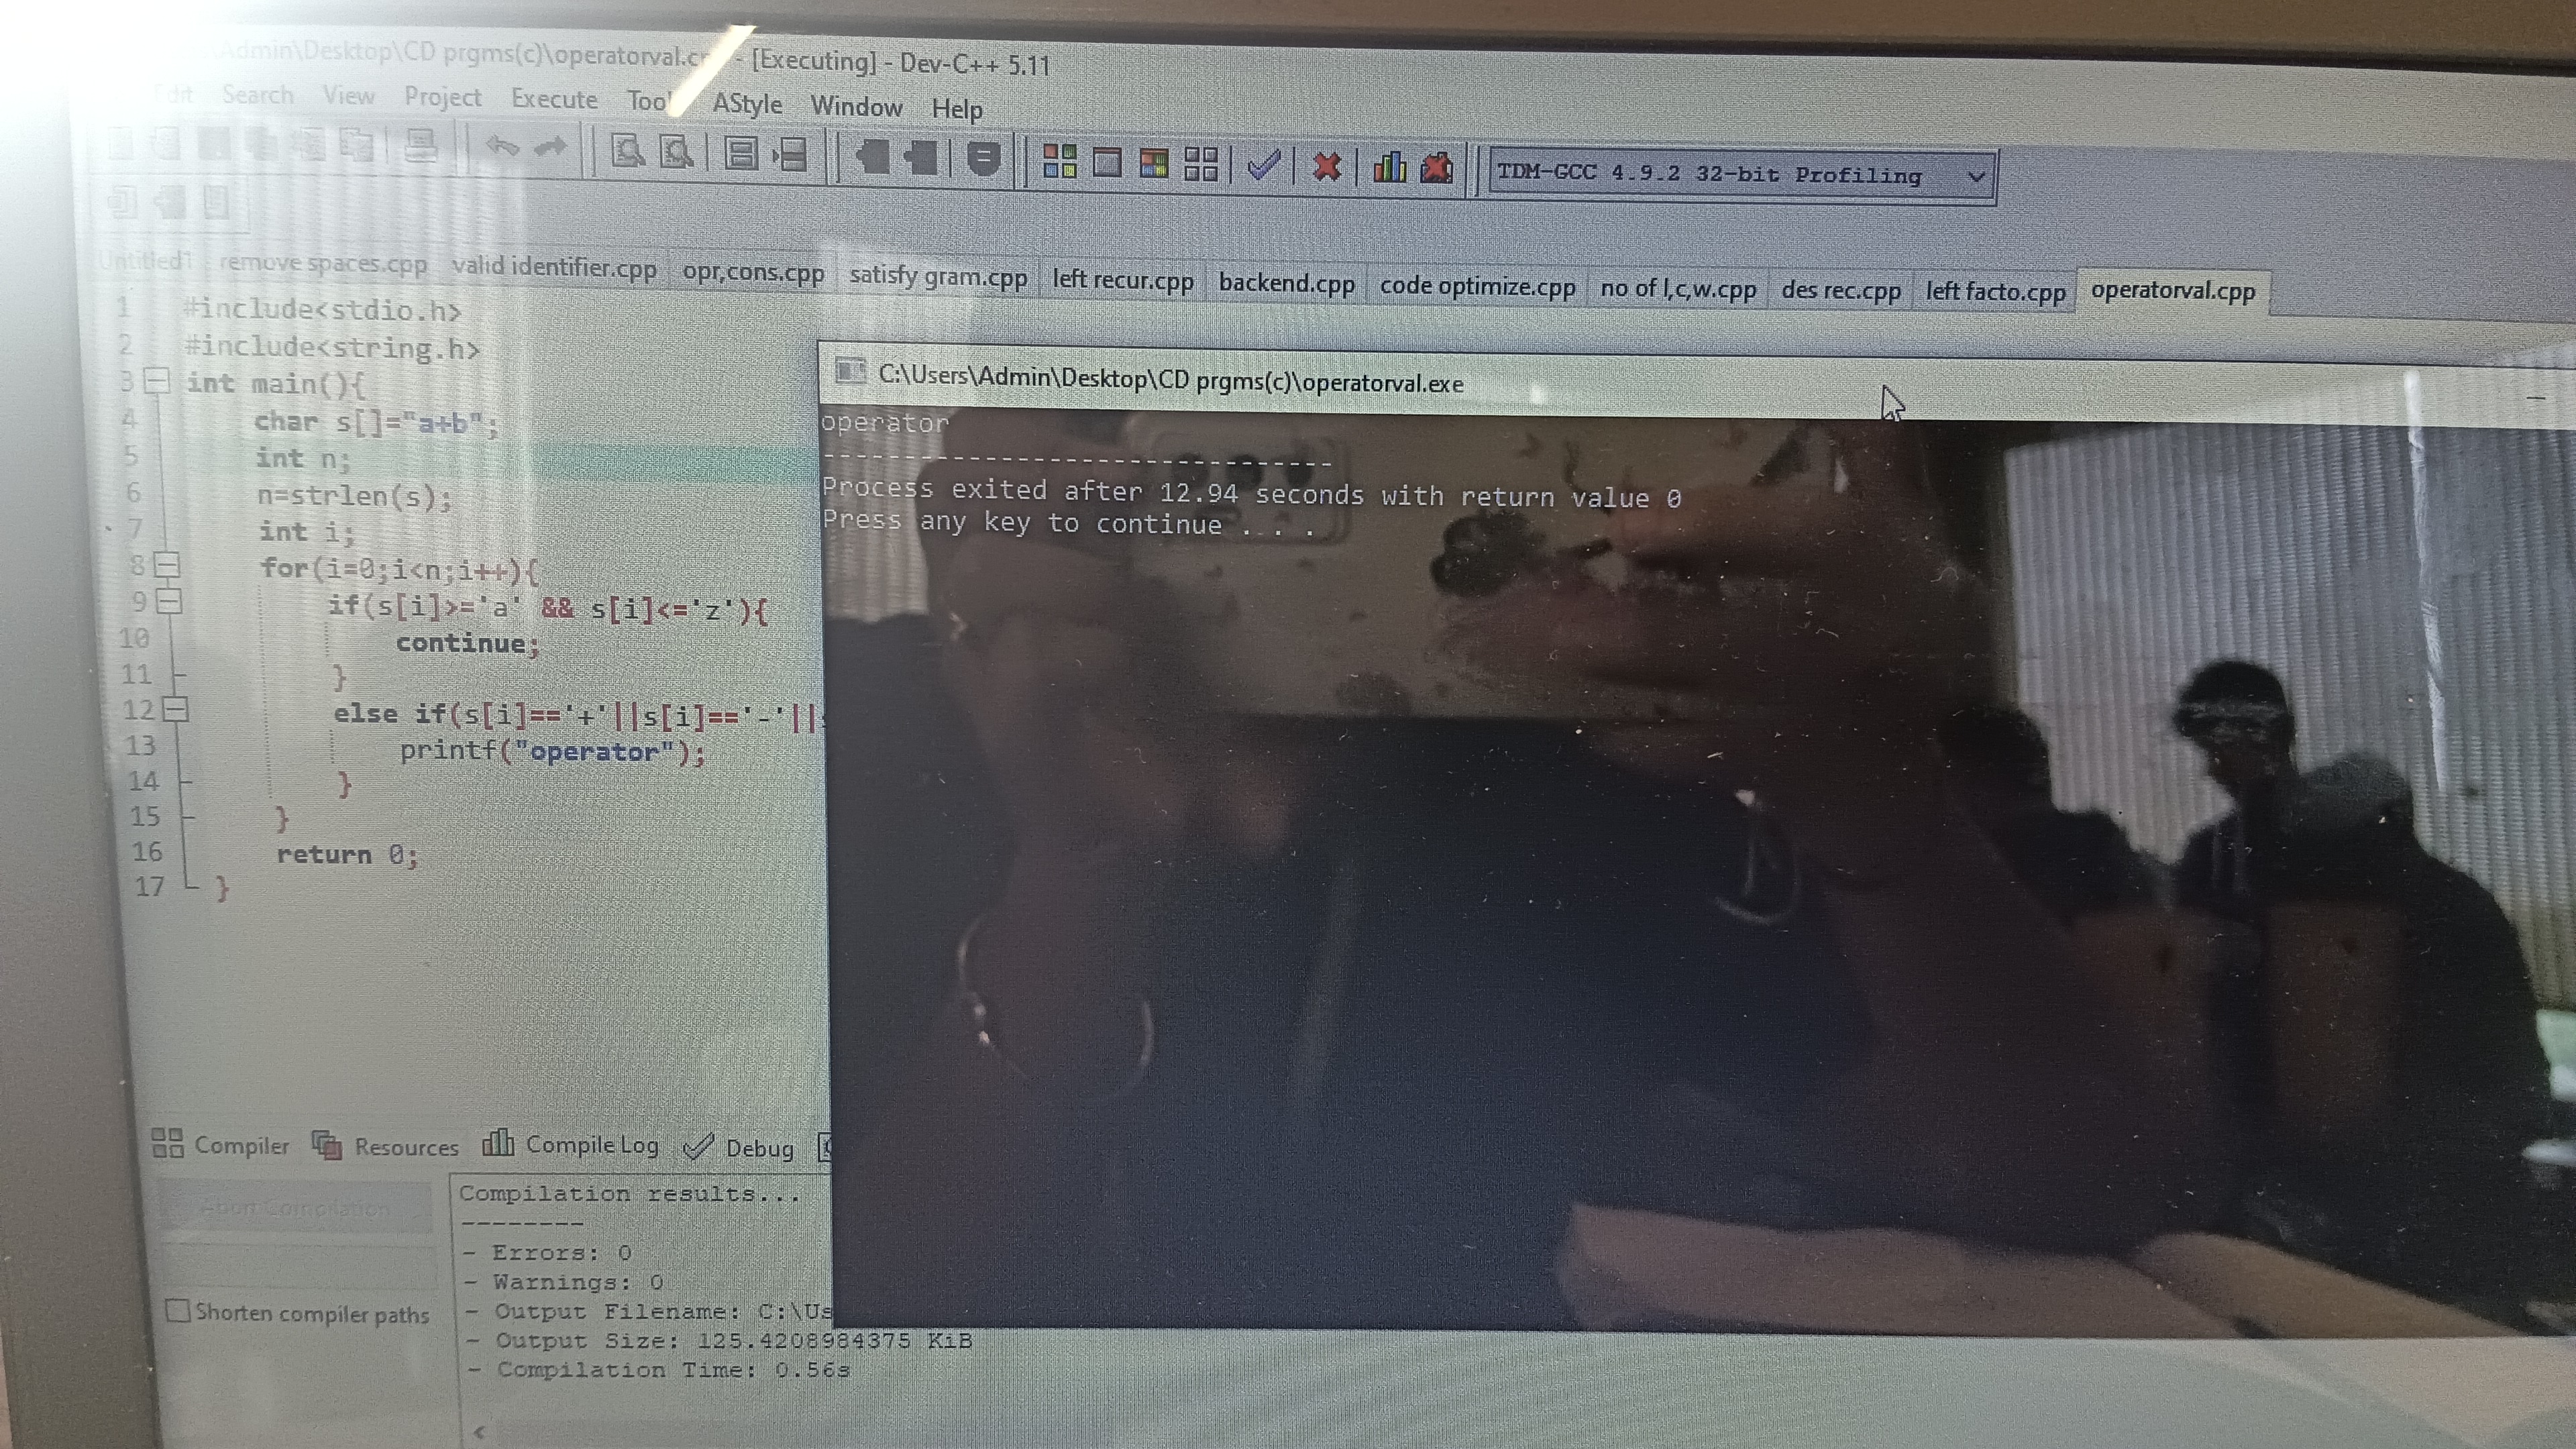 Admin\Desktop\CD prgms(c)\operatorval.c - [Executing] - Dev-C++ 5.11
Edit Search View Project Execute Tool AStyle Window Help
TDM-GCC 4.9.2 32-bit Profiling
Untitled1 remove spaces.cpp valid identifier.cpp opr,cons.cpp satisfy gram.cpp left recur.cpp backend.cpp code optimize.cpp no of l,c,w.cpp des rec.cpp left facto.cpp operatorval.cpp
1 #include<stdio.h>
2 #include<string.h>
3 int main(){
4 char s[]="a+b";
5 int n;
6 n=strlen(s);
7 int i;
8 for(i=0;i<n;i++){
9 if(s[i]>='a' && s[i]<='z'){
10 continue;
11 }
12 else if(s[i]=='+'||s[i]=='-'||
13 printf("operator");
14 }
15 }
16 return 0;
17 }
C:\Users\Admin\Desktop\CD prgms(c)\operatorval.exe
operator
--------------------------------
Process exited after 12.94 seconds with return value 0
Press any key to continue . . .
Compiler Resources Compile Log Debug
Abort Compilation
Shorten compiler paths
Compilation results...
--------
- Errors: 0
- Warnings: 0
- Output Filename: C:\Us
- Output Size: 125.4208984375 KiB
- Compilation Time: 0.56s